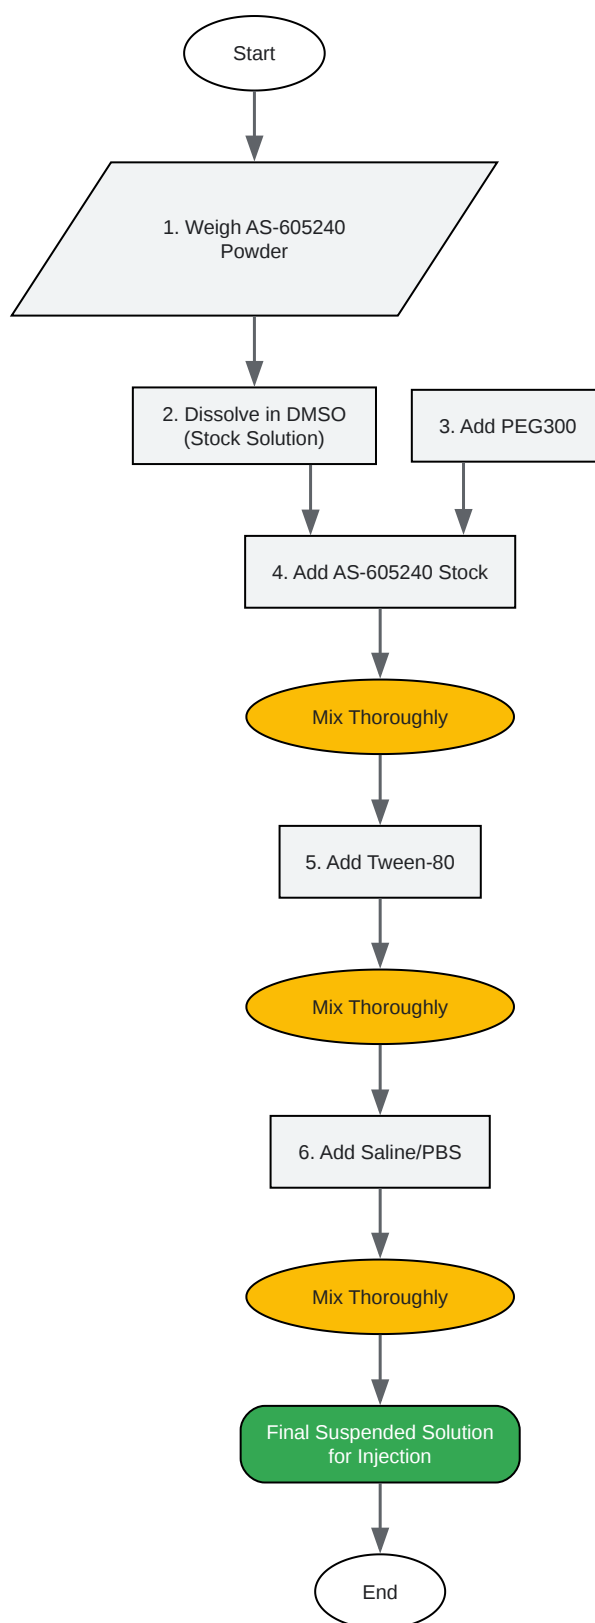 Start
1. Weigh AS-605240
Powder
2. Dissolve in DMSO
(Stock Solution)
3. Add PEG300
4. Add AS-605240 Stock
Mix Thoroughly
5. Add Tween-80
Mix Thoroughly
6. Add Saline/PBS
Mix Thoroughly
Final Suspended Solution
for Injection
End